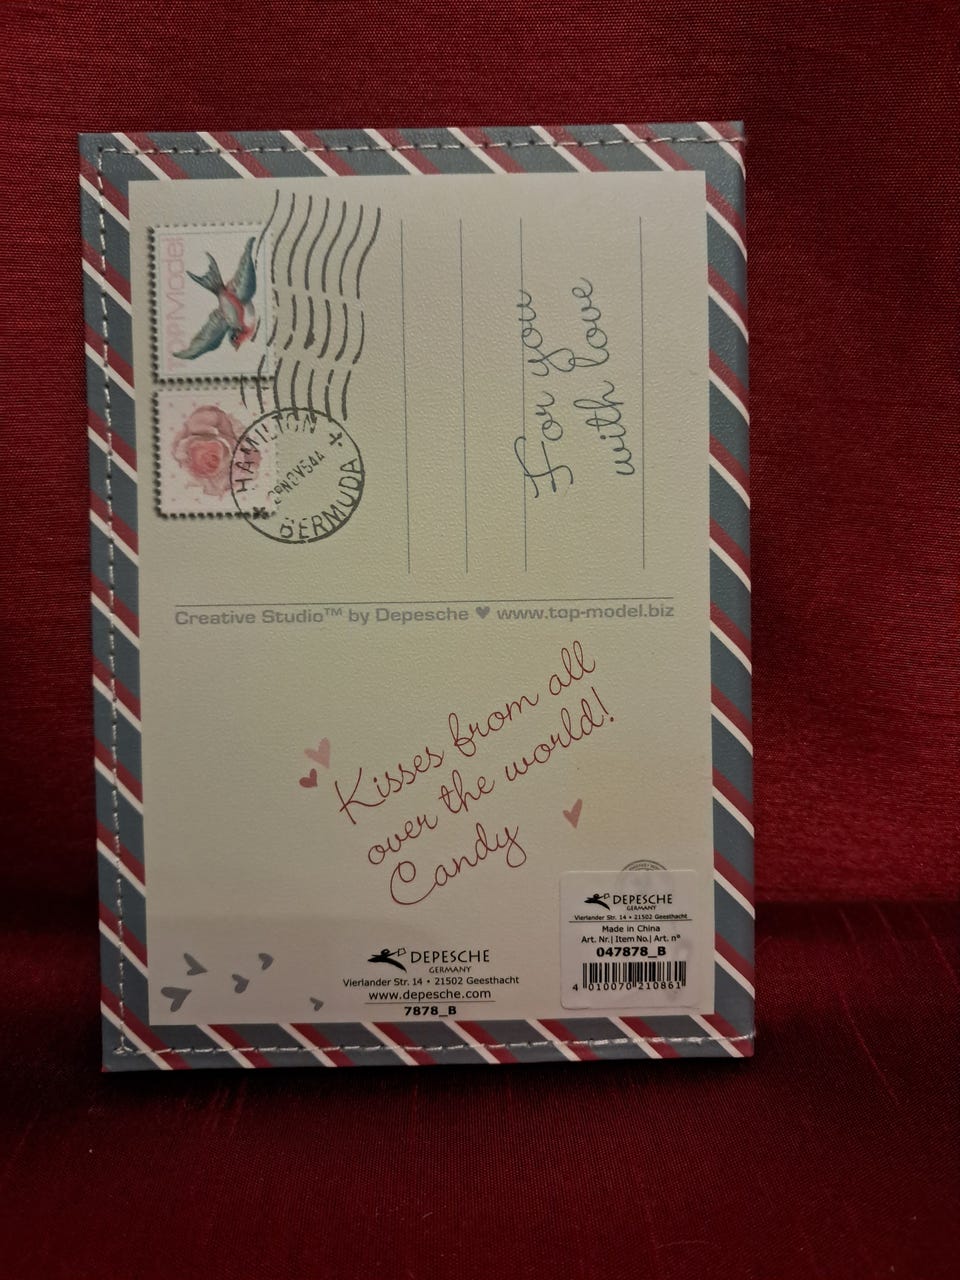 TOPModel
HAMILTON
BERMUDA
For you
with love
Creative Studio™ by Depesche ♥ www.top-model.biz
Kisses from all
over the world!
Candy
DEPESCHE
GERMANY
Vierlander Str. 14 • 21502 Geesthacht
www.depesche.com
7878_B
DEPESCHE
GERMANY
Vierlander Str. 14 • 21502 Geesthacht
Made in China
Art. Nr.| Item No.| Art. n°
047878_B
4 010070 210861